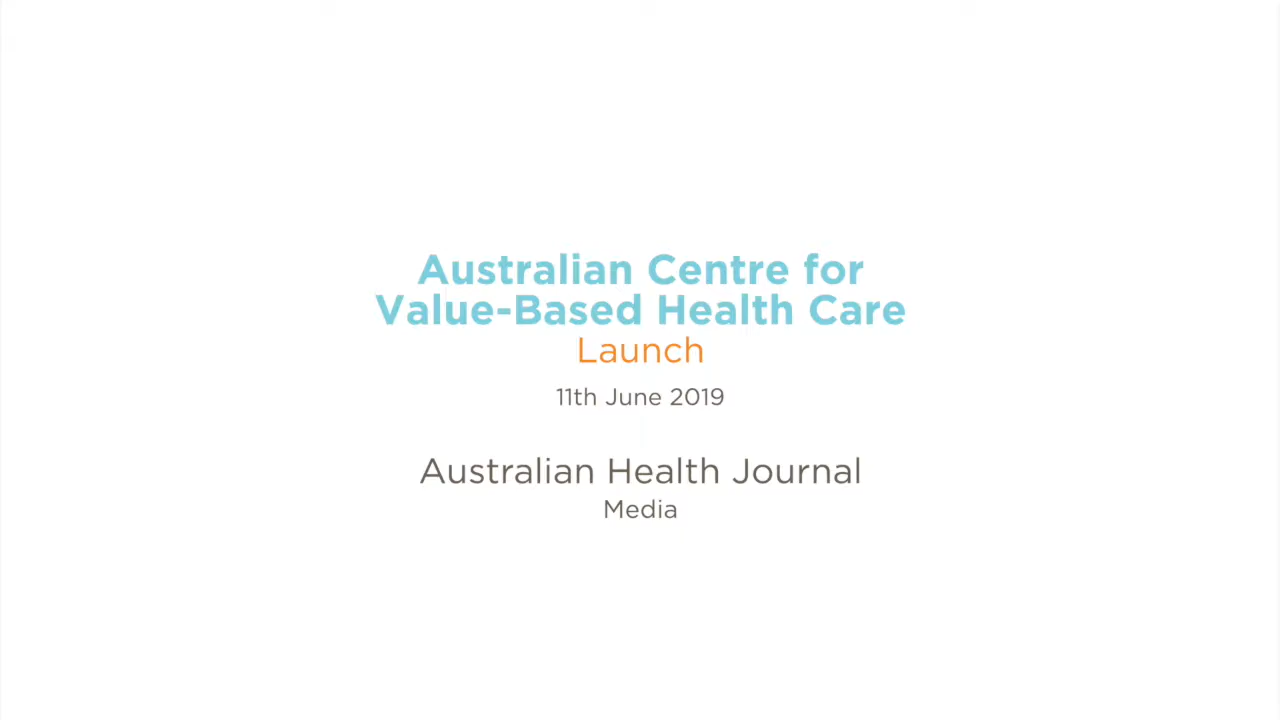 Australian Centre for
Value-Based Health Care
Launch
11th June 2019
Australian Health Journal
Media